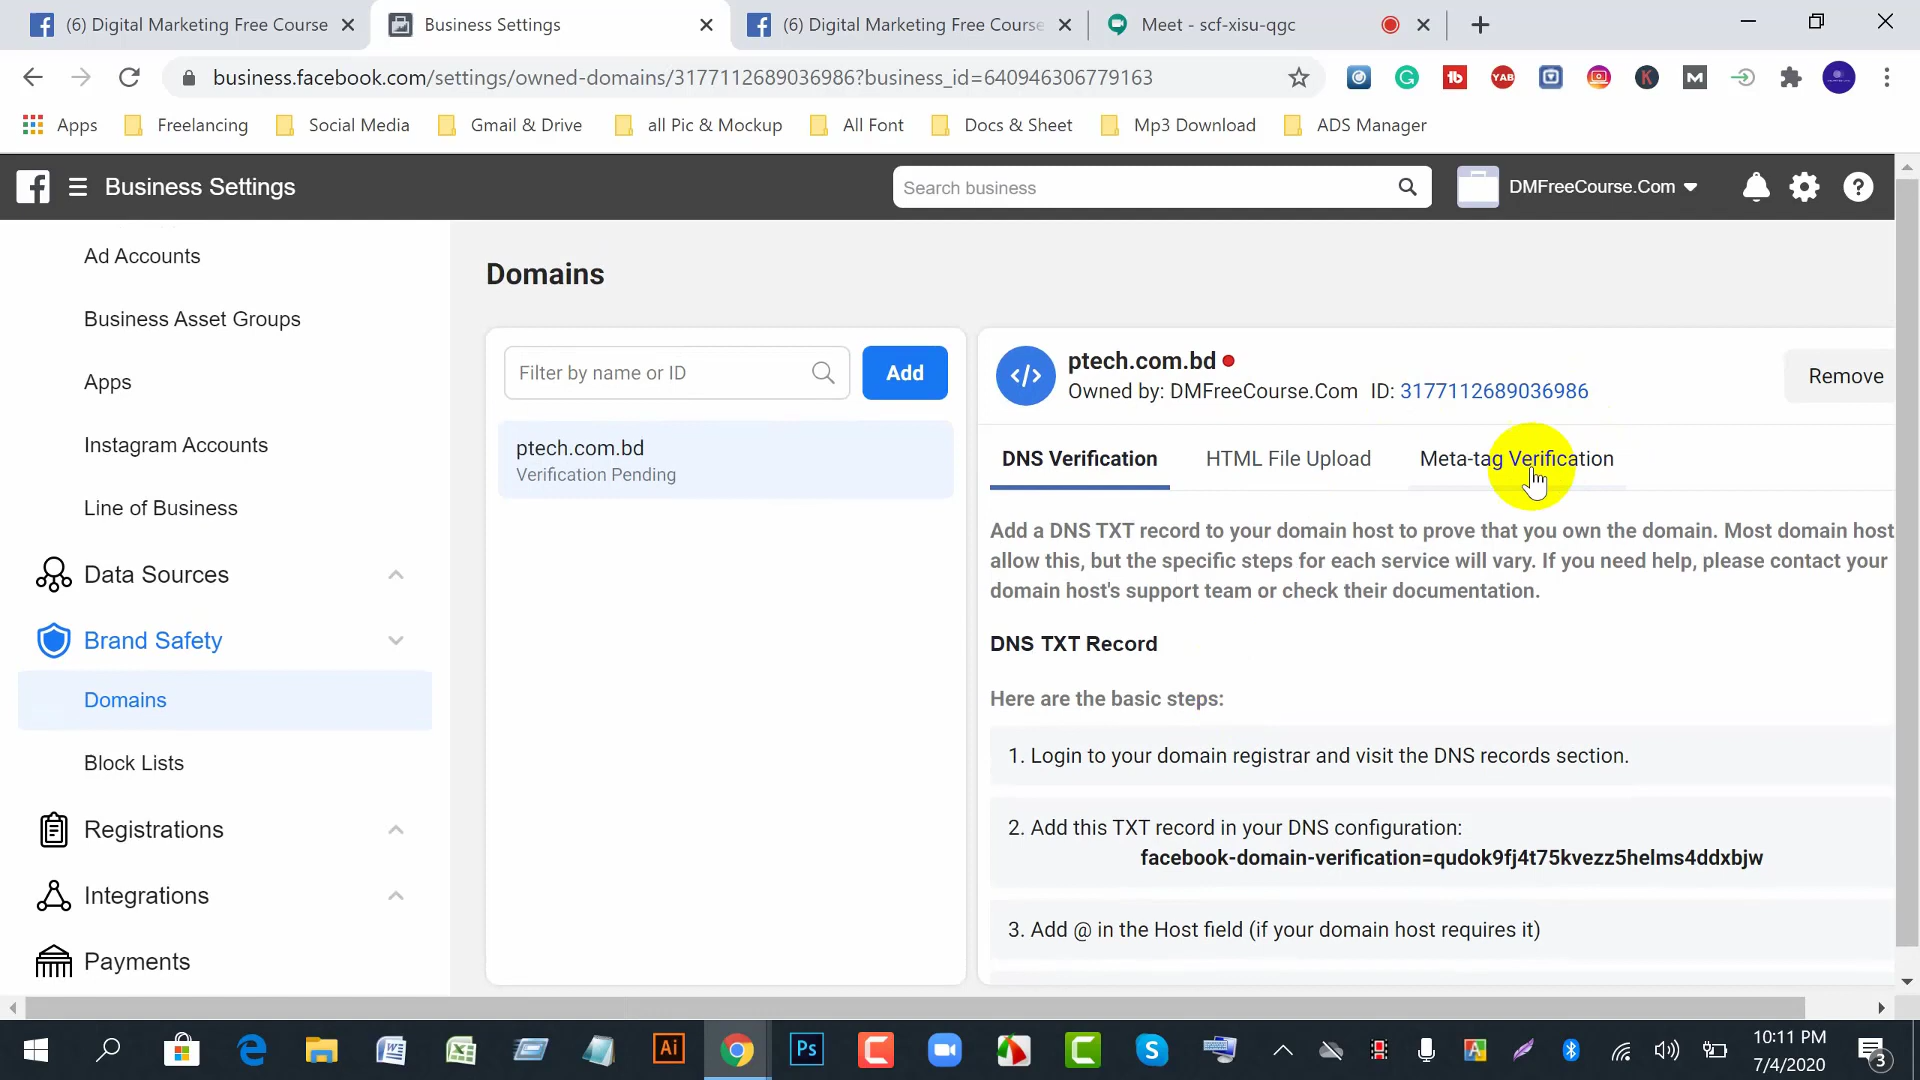 (6) Digital Marketing Free Course
Business Settings
(6) Digital Marketing Free Course
Meet - scf-xisu-qgc
business.facebook.com/settings/owned-domains/3177112689036986?business_id=640946306779163
Apps
Freelancing
Social Media
Gmail & Drive
all Pic & Mockup
All Font
Docs & Sheet
Mp3 Download
ADS Manager
Business Settings
Search business
DMFreeCourse.Com
Ad Accounts
Business Asset Groups
Apps
Instagram Accounts
Line of Business
Data Sources
Brand Safety
Domains
Block Lists
Registrations
Integrations
Payments
Domains
Filter by name or ID
Add
ptech.com.bd
Verification Pending
ptech.com.bd
Owned by: DMFreeCourse.Com ID: 3177112689036986
Remove
DNS Verification
HTML File Upload
Meta-tag Verification
Add a DNS TXT record to your domain host to prove that you own the domain. Most domain host
allow this, but the specific steps for each service will vary. If you need help, please contact your
domain host's support team or check their documentation.
DNS TXT Record
Here are the basic steps:
1. Login to your domain registrar and visit the DNS records section.
2. Add this TXT record in your DNS configuration:
facebook-domain-verification=qudok9fj4t75kvezz5helms4ddxbjw
3. Add @ in the Host field (if your domain host requires it)
10:11 PM
7/4/2020
3